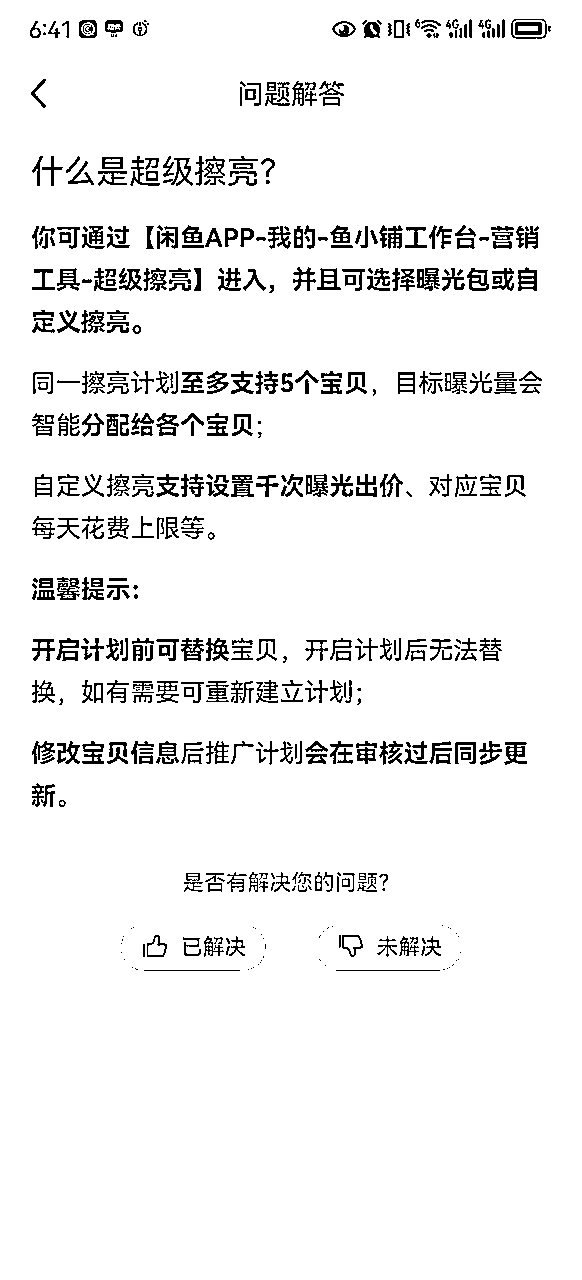 6:41
问题解答
什么是超级擦亮？
你可通过【闲鱼APP-我的-鱼小铺工作台-营销
工具-超级擦亮】进入，并且可选择曝光包或自
定义擦亮。
同一擦亮计划至多支持5个宝贝，目标曝光量会
智能分配给各个宝贝；
自定义擦亮支持设置千次曝光出价、对应宝贝
每天花费上限等。
温馨提示：
开启计划前可替换宝贝，开启计划后无法替
换，如有需要可重新建立计划；
修改宝贝信息后推广计划会在审核过后同步更
新。
是否有解决您的问题？
已解决 未解决